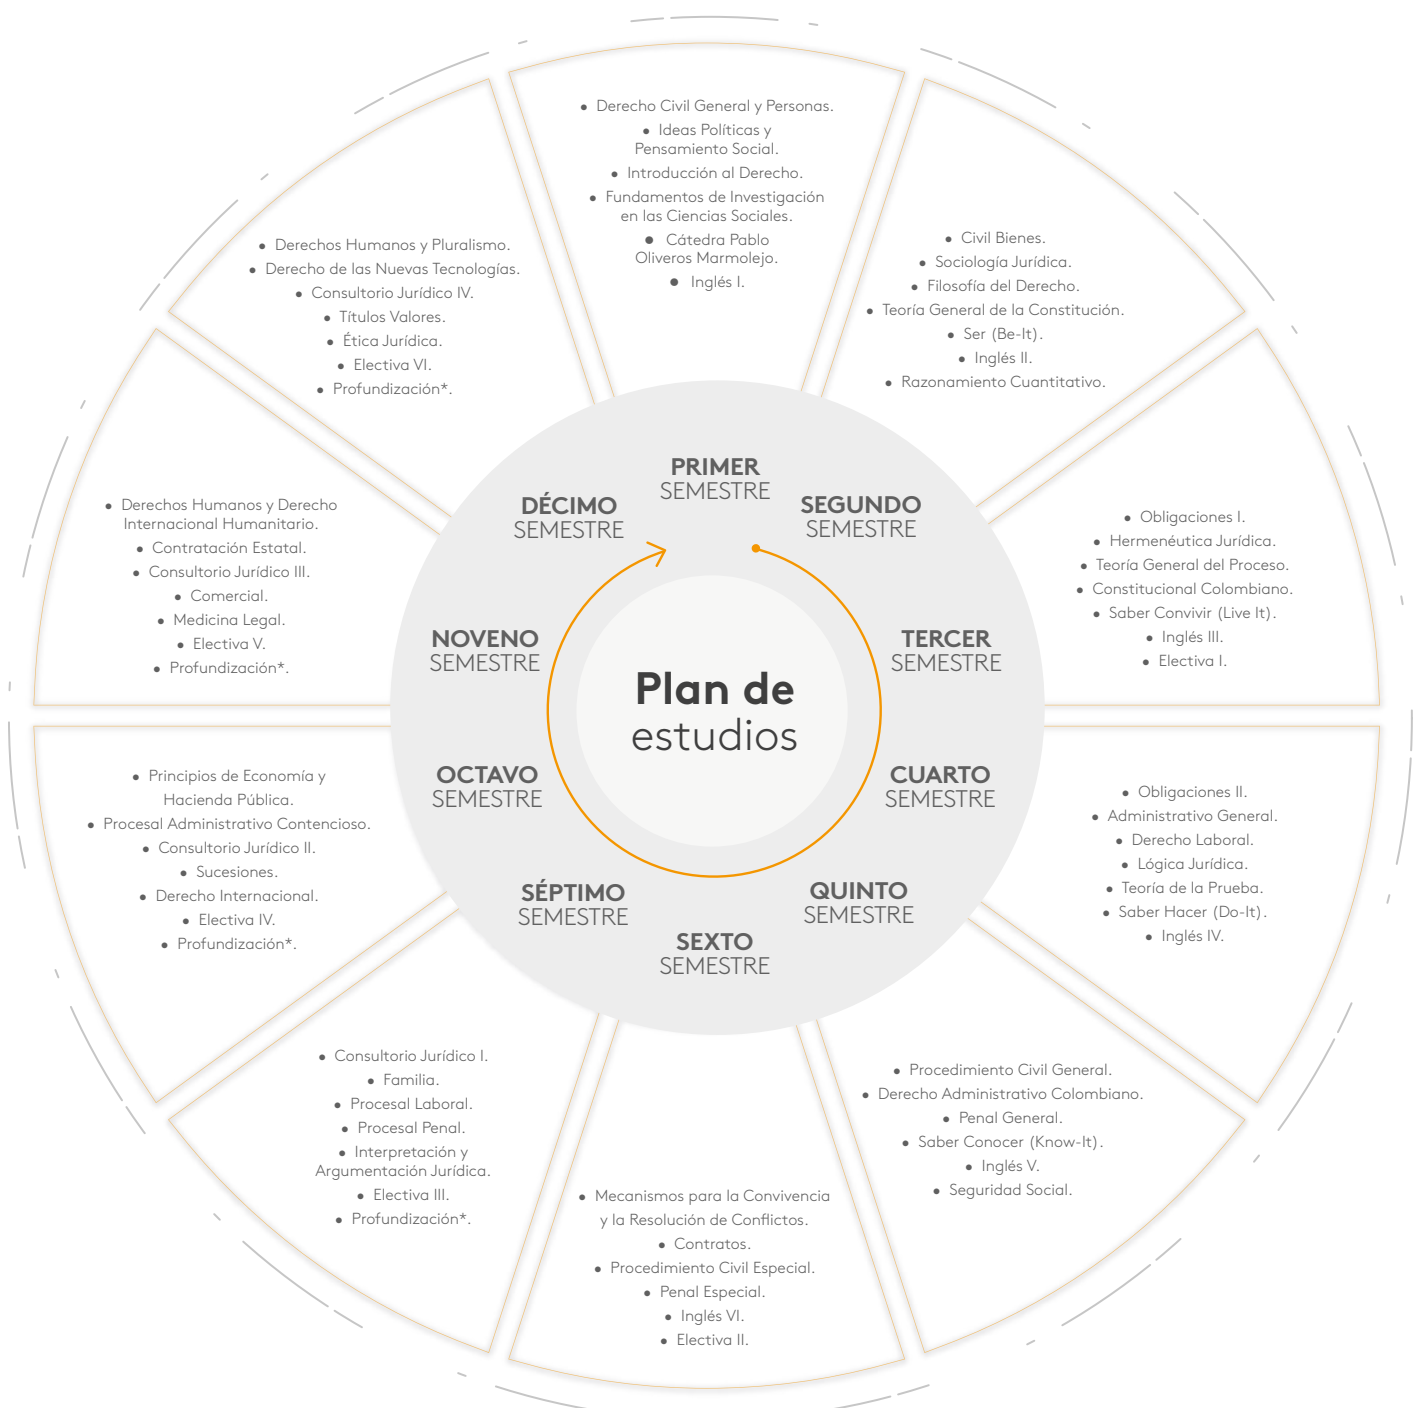 Plan de
estudios
PRIMER
SEMESTRE
• Derecho Civil General y Personas.
• Ideas Políticas y
Pensamiento Social.
• Introducción al Derecho.
• Fundamentos de Investigación
en las Ciencias Sociales.
• Cátedra Pablo
Oliveros Marmolejo.
• Inglés I.
SEGUNDO
SEMESTRE
• Civil Bienes.
• Sociología Jurídica.
• Filosofía del Derecho.
• Teoría General de la Constitución.
• Ser (Be-It).
• Inglés II.
• Razonamiento Cuantitativo.
TERCER
SEMESTRE
• Obligaciones I.
• Hermenéutica Jurídica.
• Teoría General del Proceso.
• Constitucional Colombiano.
• Saber Convivir (Live It).
• Inglés III.
• Electiva I.
CUARTO
SEMESTRE
• Obligaciones II.
• Administrativo General.
• Derecho Laboral.
• Lógica Jurídica.
• Teoría de la Prueba.
• Saber Hacer (Do-It).
• Inglés IV.
QUINTO
SEMESTRE
• Procedimiento Civil General.
• Derecho Administrativo Colombiano.
• Penal General.
• Saber Conocer (Know-It).
• Inglés V.
• Seguridad Social.
SEXTO
SEMESTRE
• Mecanismos para la Convivencia
y la Resolución de Conflictos.
• Contratos.
• Procedimiento Civil Especial.
• Penal Especial.
• Inglés VI.
• Electiva II.
SÉPTIMO
SEMESTRE
• Consultorio Jurídico I.
• Familia.
• Procesal Laboral.
• Procesal Penal.
• Interpretación y
Argumentación Jurídica.
• Electiva III.
• Profundización*.
OCTAVO
SEMESTRE
• Principios de Economía y
Hacienda Pública.
• Procesal Administrativo Contencioso.
• Consultorio Jurídico II.
• Sucesiones.
• Derecho Internacional.
• Electiva IV.
• Profundización*.
NOVENO
SEMESTRE
• Derechos Humanos y Derecho
Internacional Humanitario.
• Contratación Estatal.
• Consultorio Jurídico III.
• Comercial.
• Medicina Legal.
• Electiva V.
• Profundización*.
DÉCIMO
SEMESTRE
• Derechos Humanos y Pluralismo.
• Derecho de las Nuevas Tecnologías.
• Consultorio Jurídico IV.
• Títulos Valores.
• Ética Jurídica.
• Electiva VI.
• Profundización*.